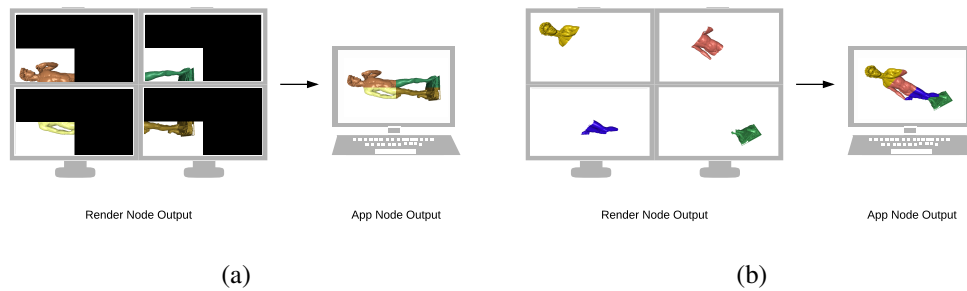 Render Node Output
App Node Output
Render Node Output
App Node Output
(a)
(b)